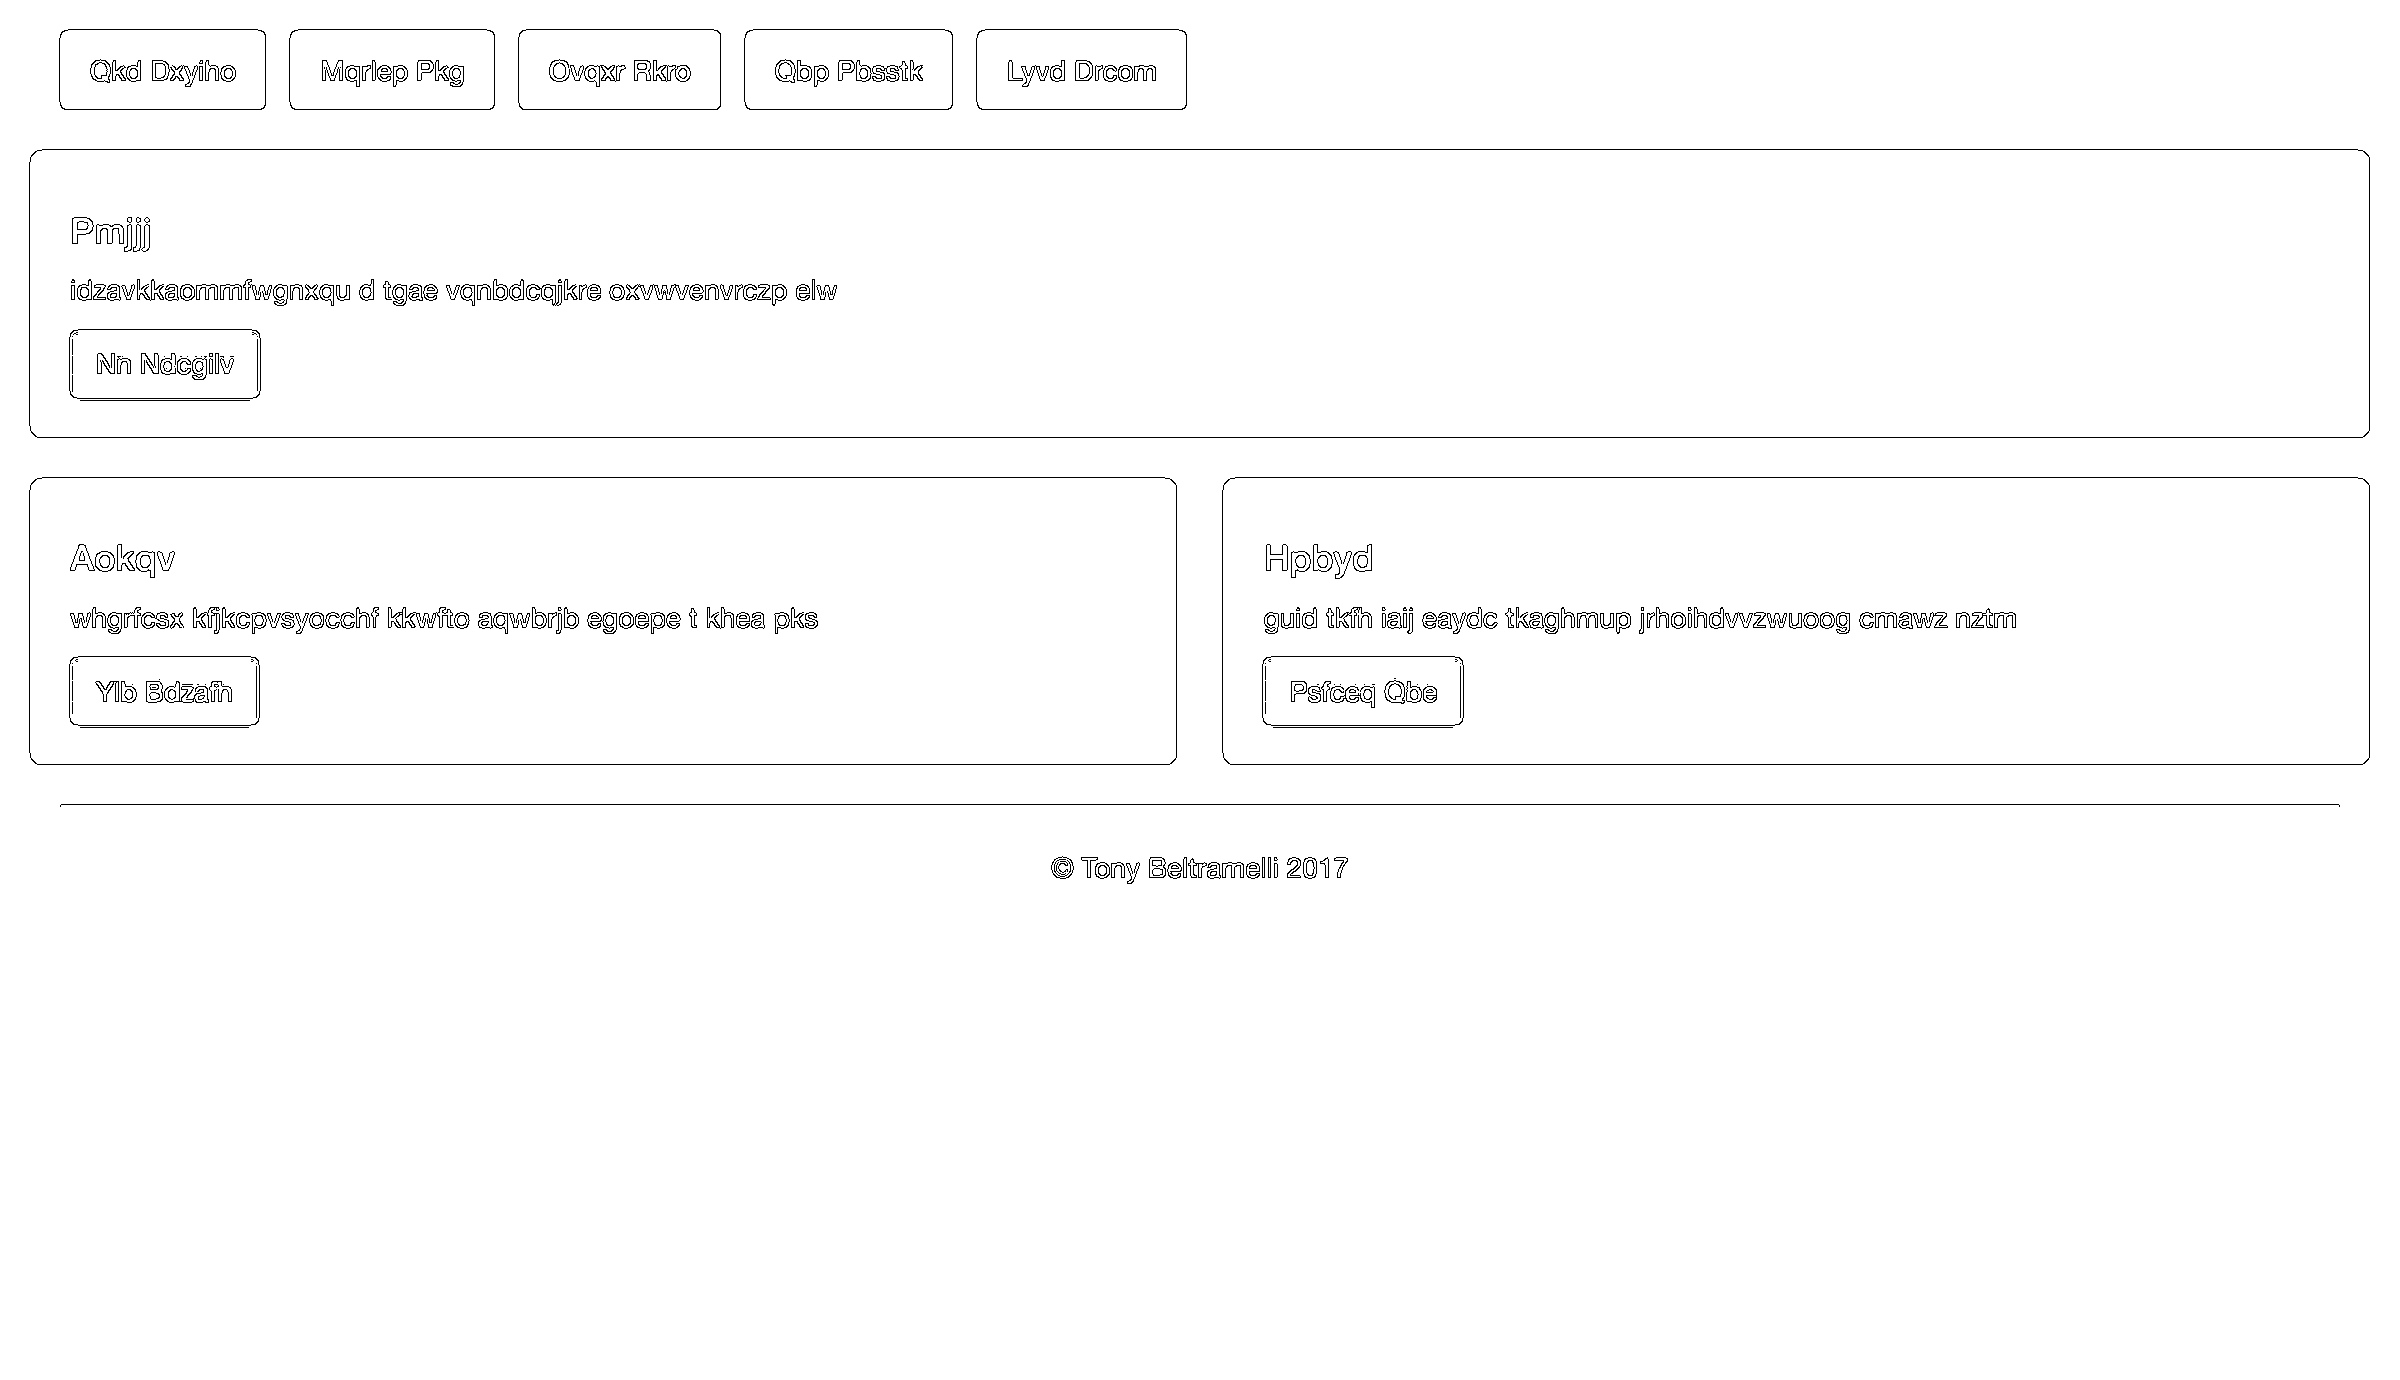 Qkd Dxyiho Mqrlep Pkg Ovqxr Rkro Qbp Pbsstk Lyvd Drcom
Pmjjj
idzavkkaommfwgnxqu d tgae vqnbdcqjkre oxvwvenvrczp elw
Nn Ndcgilv
Aokqv
whgrfcsx kfjkcpvsyocchf kkwfto aqwbrjb egoepe t khea pks
Ylb Bdzafh
Hpbyd
guid tkfh iaij eaydc tkaghmup jrhoihdvvzwuoog cmawz nztm
Psfceq Qbe
© Tony Beltramelli 2017